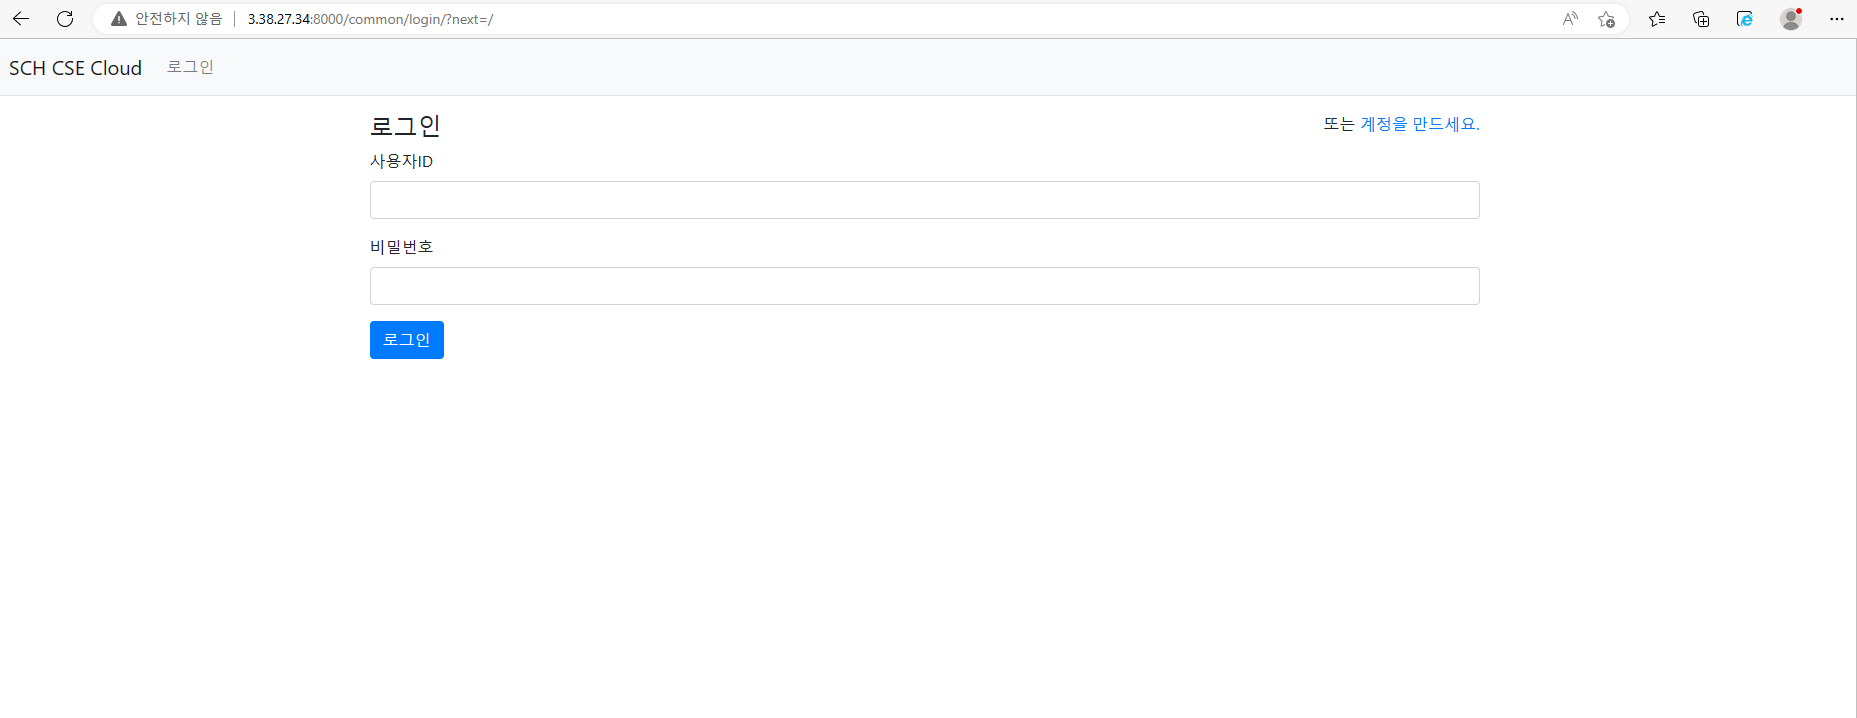 안전하지 않음 3.38.27.34:8000/common/login/?next=/
SCH CSE Cloud 로그인
로그인 또는 계정을 만드세요.
사용자ID
비밀번호
로그인